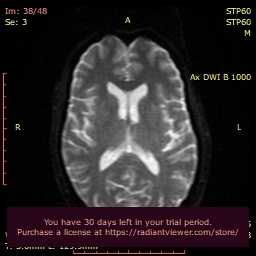 Im: 38/48
Se: 3
A
STP60
STP60
M
Ax DWI B 1000
R
L
You have 30 days left in your trial period.
Purchase a license at https://radiantviewer.com/store/